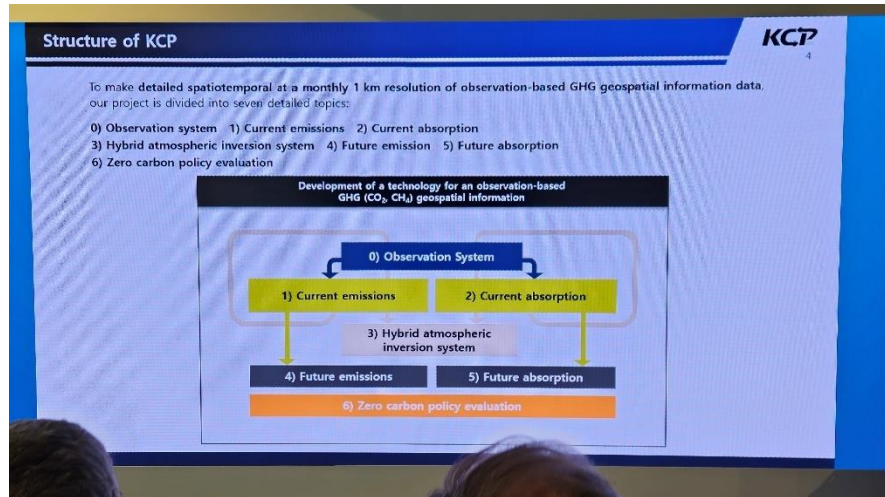 Structure of KCP
KCP
4
To make detailed spatiotemporal at a monthly 1 km resolution of observation-based GHG geospatial information data,
our project is divided into seven detailed topics:
0) Observation system 1) Current emissions 2) Current absorption
3) Hybrid atmospheric inversion system 4) Future emission 5) Future absorption
6) Zero carbon policy evaluation
Development of a technology for an observation-based
GHG (CO₂, CH₄) geospatial information
0) Observation System
1) Current emissions
2) Current absorption
3) Hybrid atmospheric
inversion system
4) Future emissions
5) Future absorption
6) Zero carbon policy evaluation